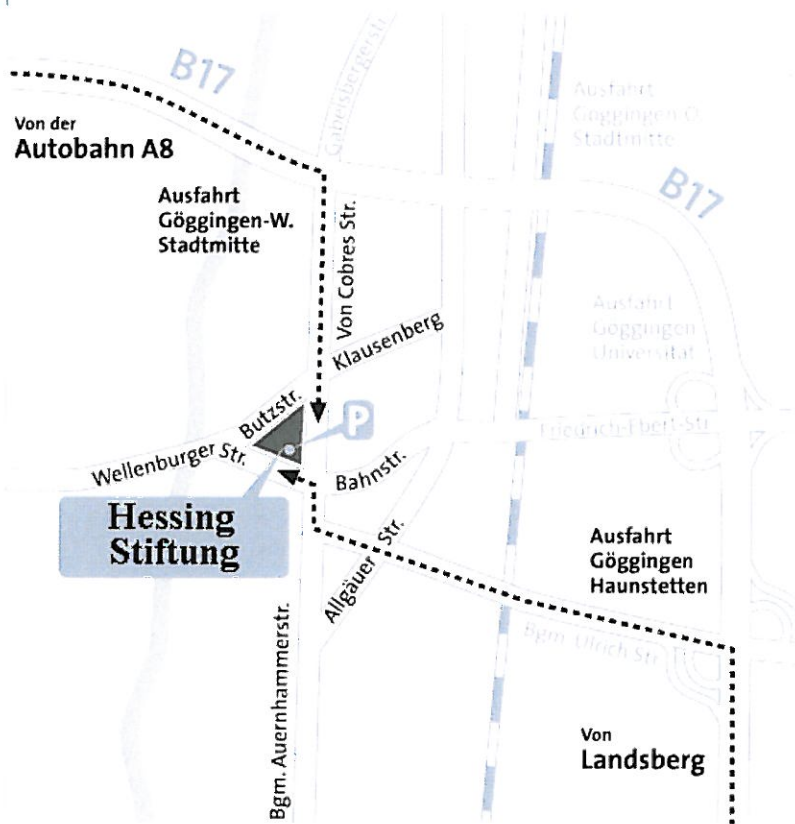 B17
Gabelsbergerstr.
Ausfahrt
Göggingen-O.
Stadtmitte
Von der
Autobahn A8
B17
Ausfahrt
Göggingen-W.
Stadtmitte
Von Cobres Str.
Ausfahrt
Göggingen
Universität
Klausenberg
Butzstr.
P
Friedrich-Ebert-Str
Wellenburger Str.
Bahnstr.
Hessing
Stiftung
Allgäuer Str.
Ausfahrt
Göggingen
Haunstetten
Bgm. Ulrich Str.
Bgm. Auernhammerstr.
Von
Landsberg